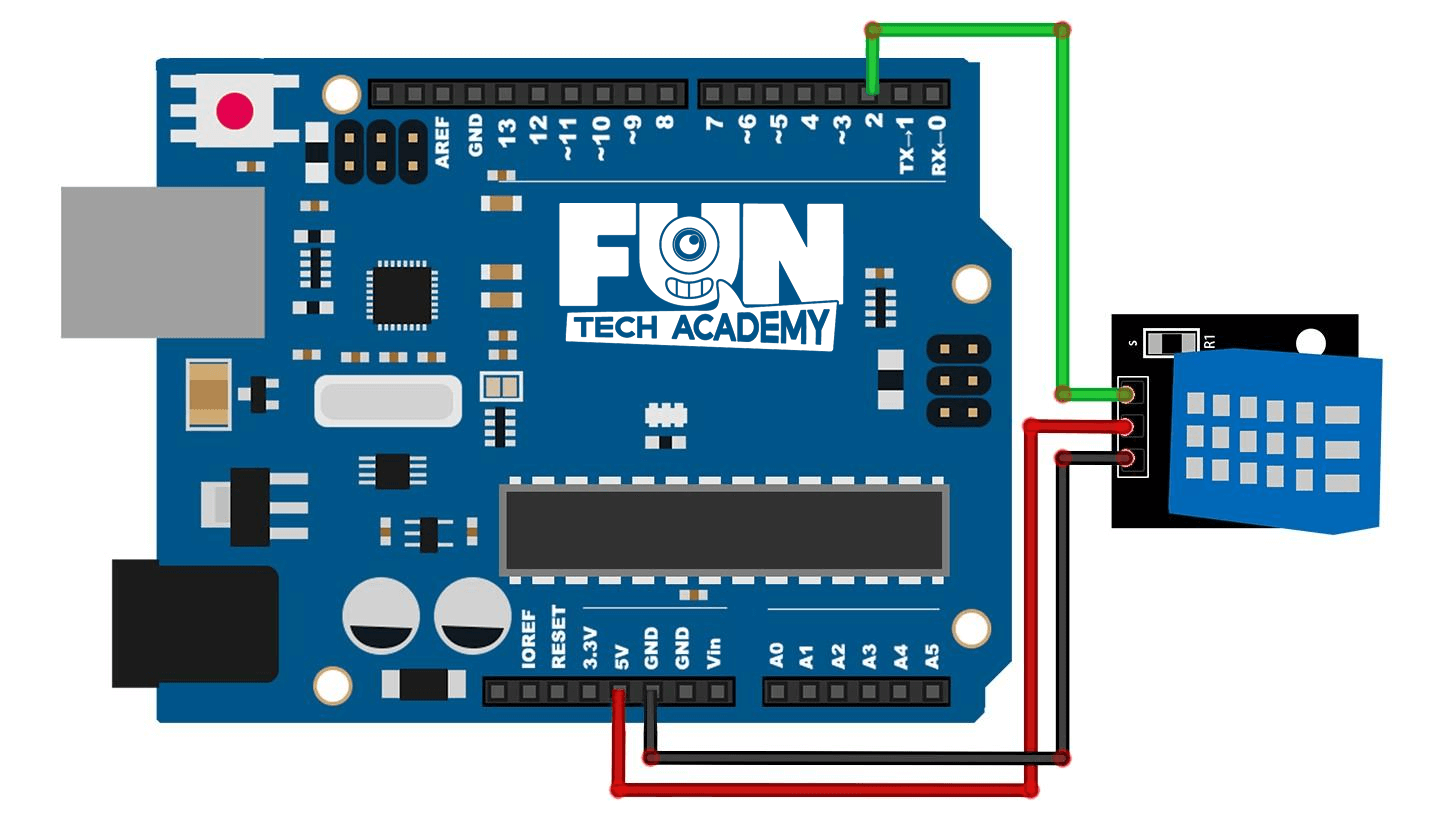 AREF
GND
13
12
~11
~10
~9
8
7
~6
~5
4
~3
2
TX→1
RX←0
FUN
TECH ACADEMY
S
R1
IOREF
RESET
3.3V
5V
GND
GND
Vin
A0
A1
A2
A3
A4
A5